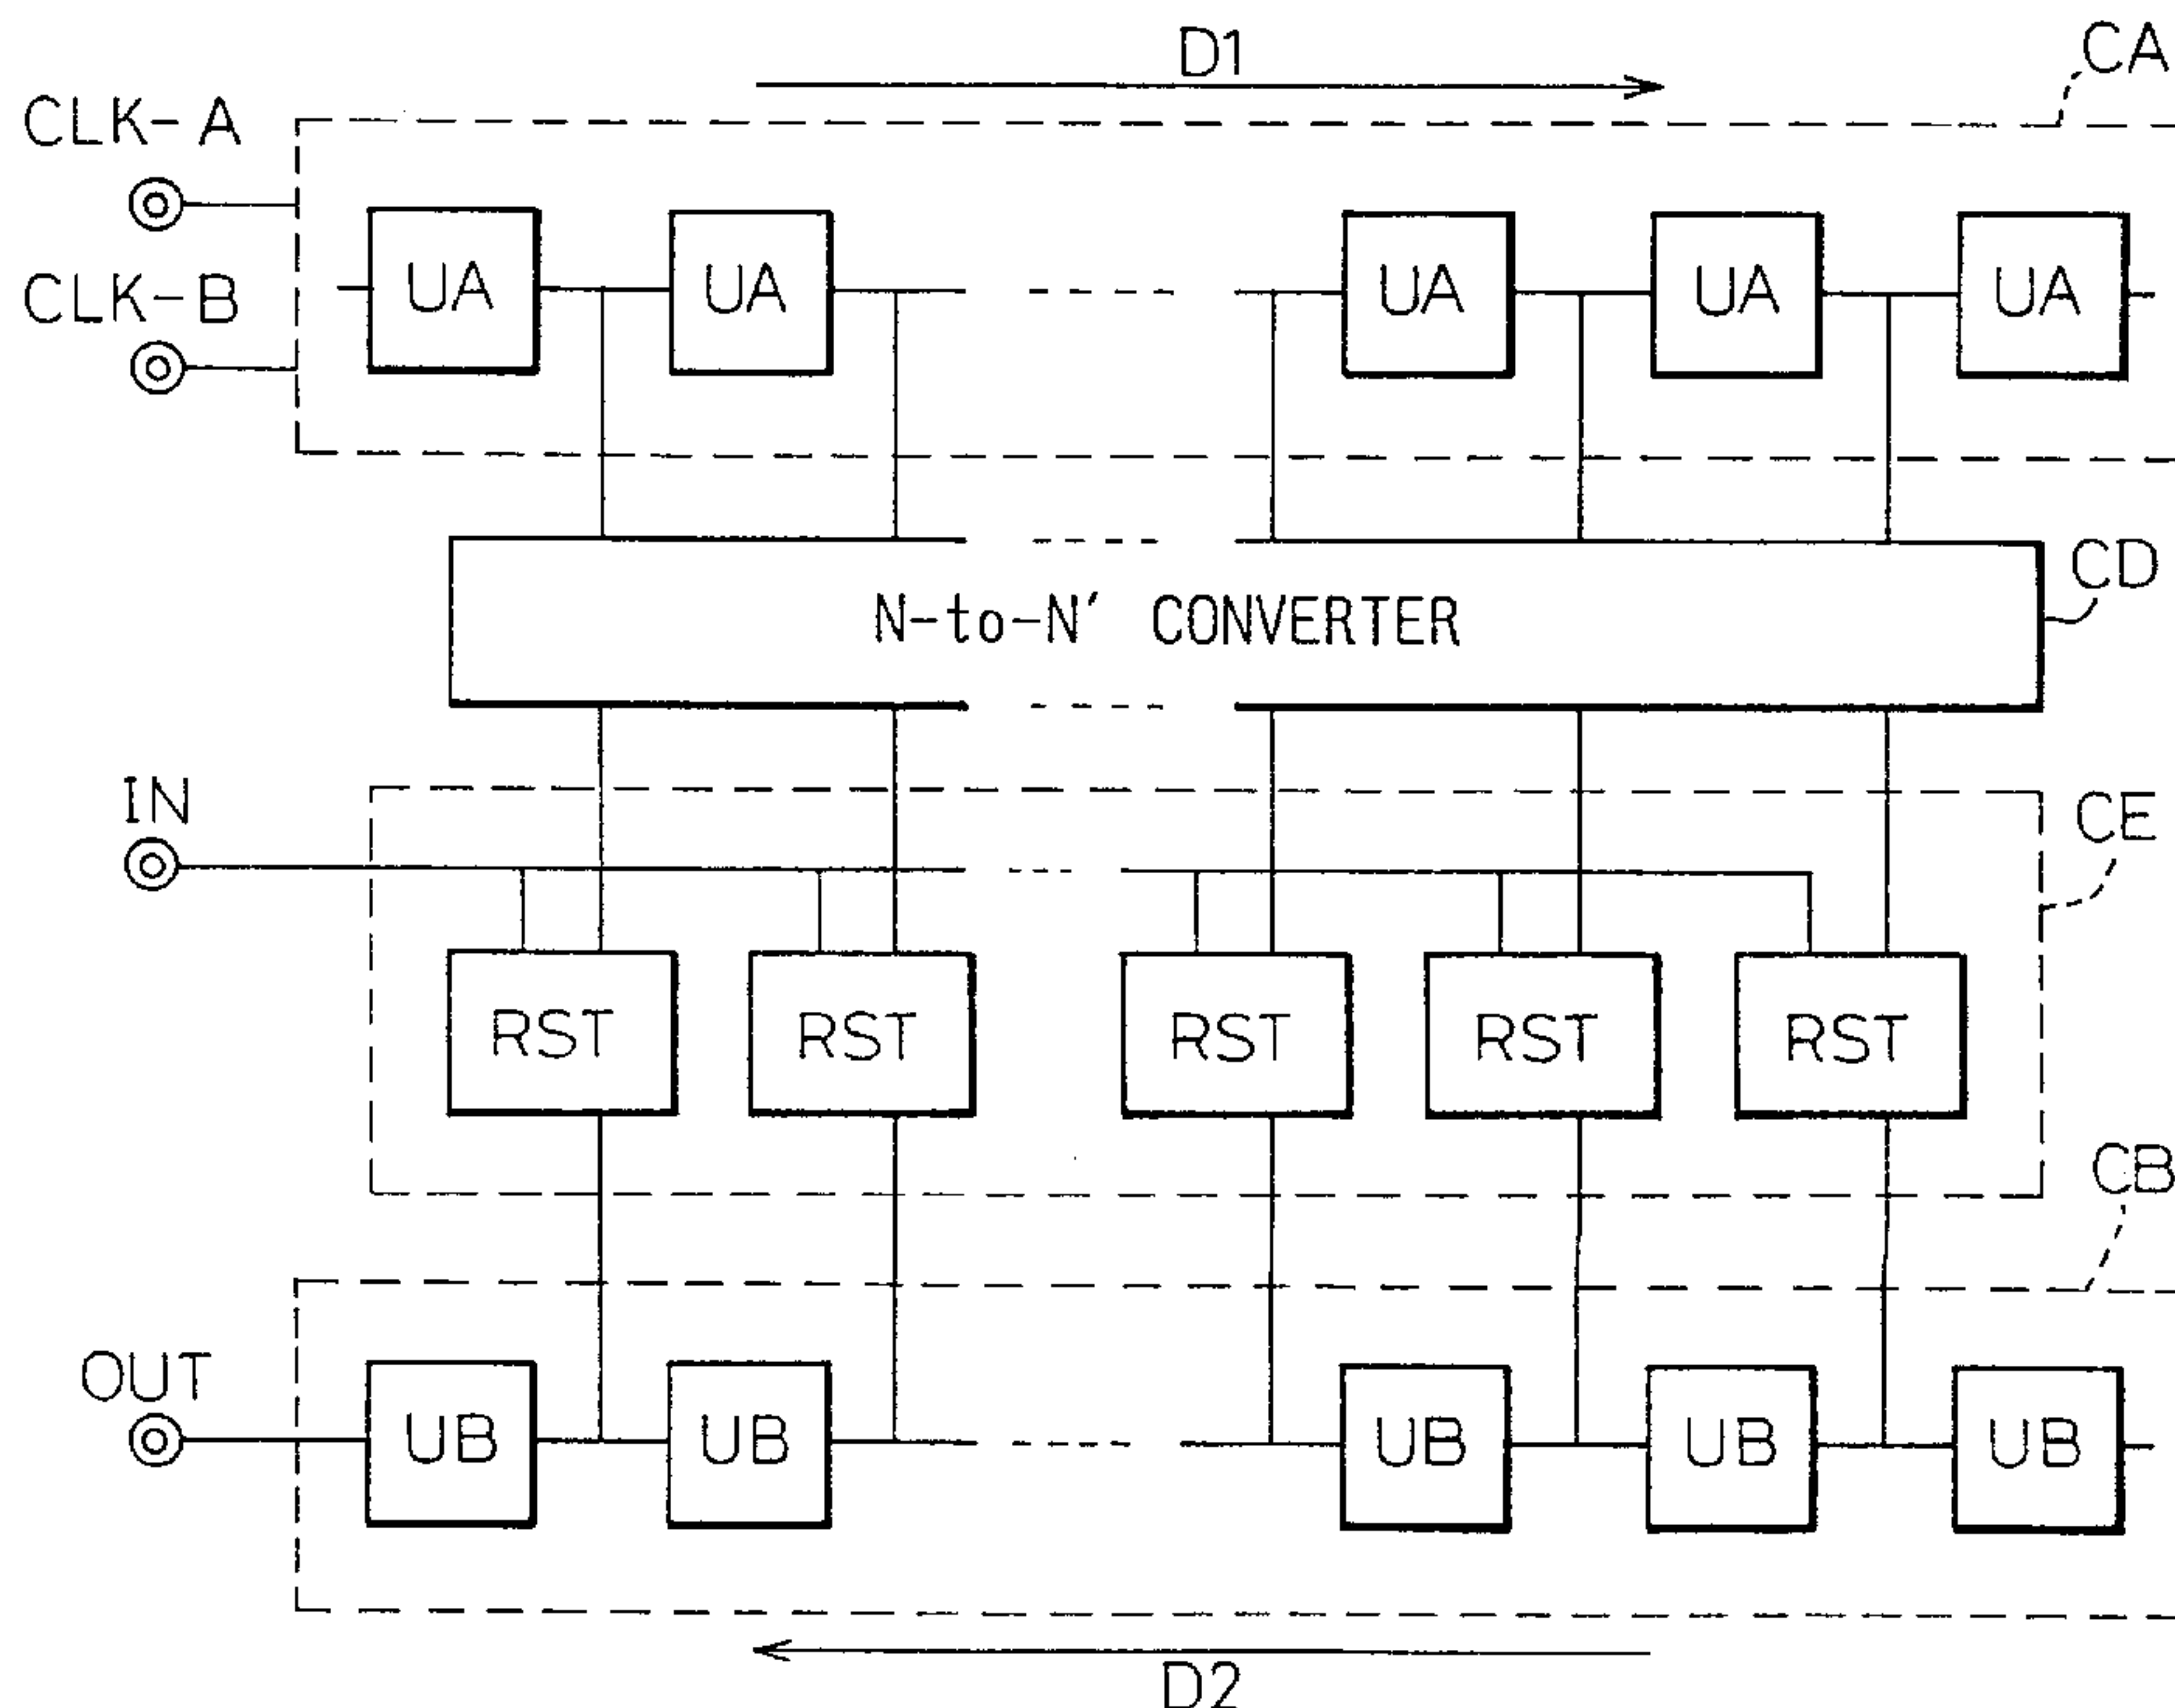 D1
CA
CLK-A
CLK-B
UA UA UA UA UA
CD
N-to-N' CONVERTER
IN
CE
RST RST RST RST RST
CB
OUT
UB UB UB UB UB
D2